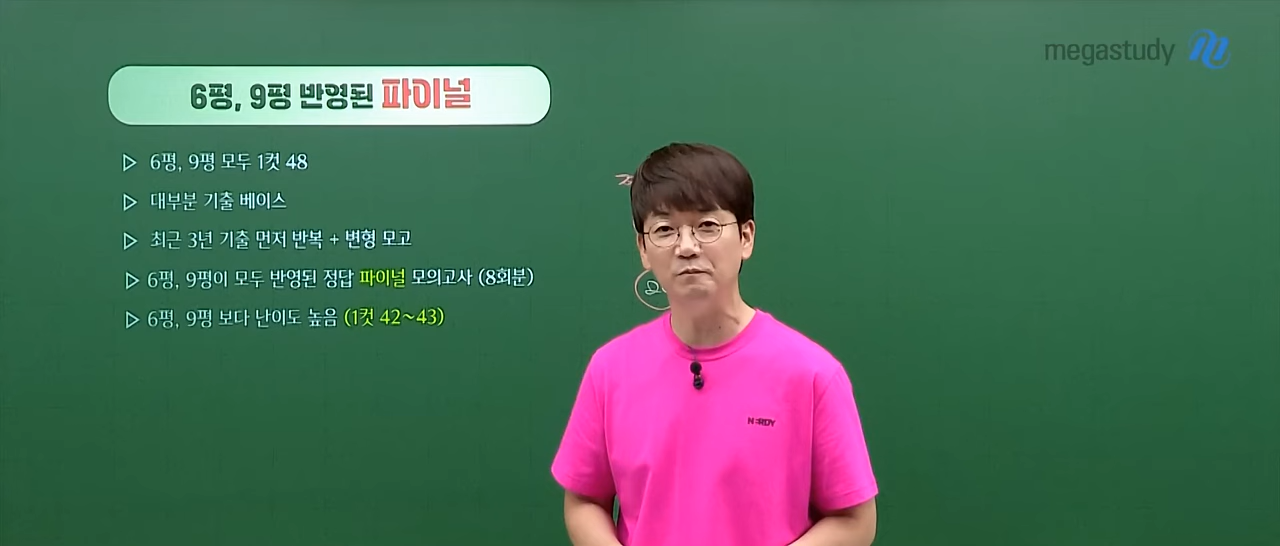 megastudy
6평, 9평 반영된 파이널
▷ 6평, 9평 모두 1컷 48
▷ 대부분 기출 베이스
▷ 최근 3년 기출 먼저 반복 + 변형 모고
▷ 6평, 9평이 모두 반영된 정답 파이널 모의고사 (8회분)
▷ 6평, 9평 보다 난이도 높음 (1컷 42~43)
NERDY